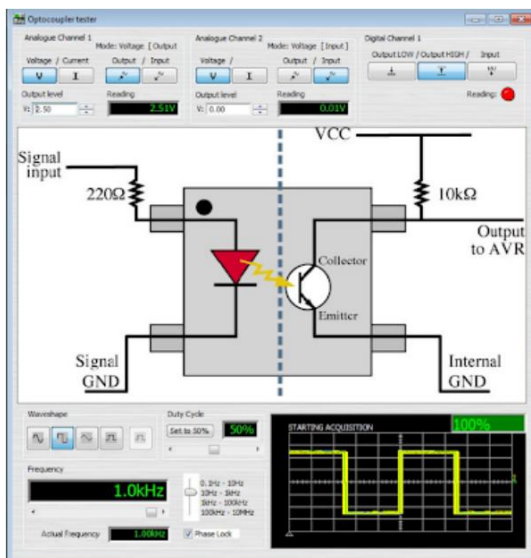 Optocoupler tester
Analogue Channel 1
Mode: Voltage [ Output
Voltage / Current
Output / Input
V
I
Output level
Reading
V: 2.50
2.51V
Analogue Channel 2
Mode: Voltage [ Input ]
Voltage /
Output / Input
V
I
Output level
Reading
V: 0.00
0.01V
Digital Channel 1
Output LOW / Output HIGH / Input
Reading:
Signal
input
220Ω
VCC
10kΩ
Output
to AVR
Collector
Emitter
Signal
GND
Internal
GND
Waveshape
Duty Cycle
Set to 50%
50%
Frequency
1.0kHz
0.1Hz - 10Hz
10Hz - 1kHz
1kHz - 100kHz
100kHz - 10MHz
Actual Frequency
1.00kHz
Phase Lock
STARTING ACQUISITION
100%